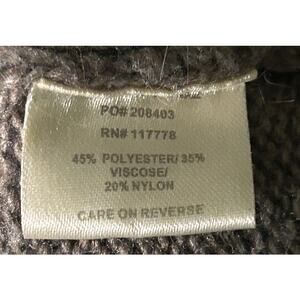 PO# 208403
RN# 117778
45% POLYESTER/ 35%
VISCOSE/
20% NYLON
CARE ON REVERSE